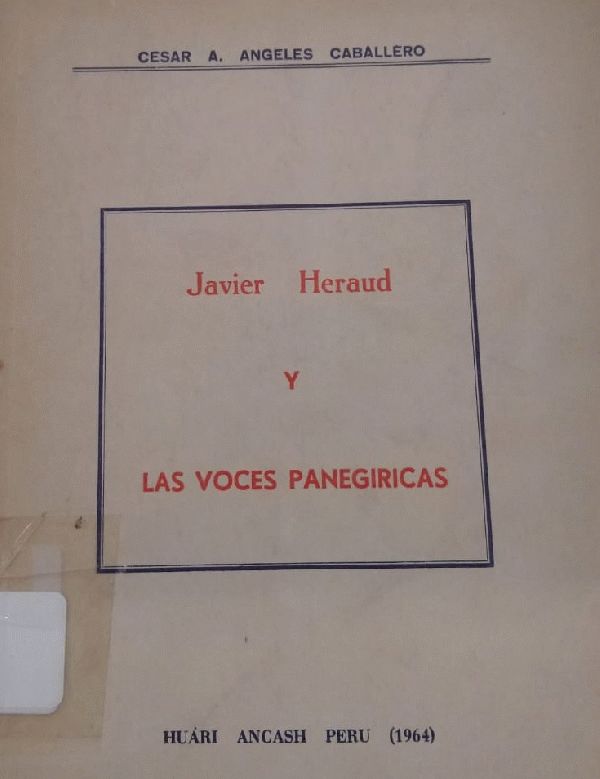 CESAR A. ANGELES CABALLERO
Javier Heraud
Y
LAS VOCES PANEGIRICAS
HUÁRI ANCASH PERU (1964)